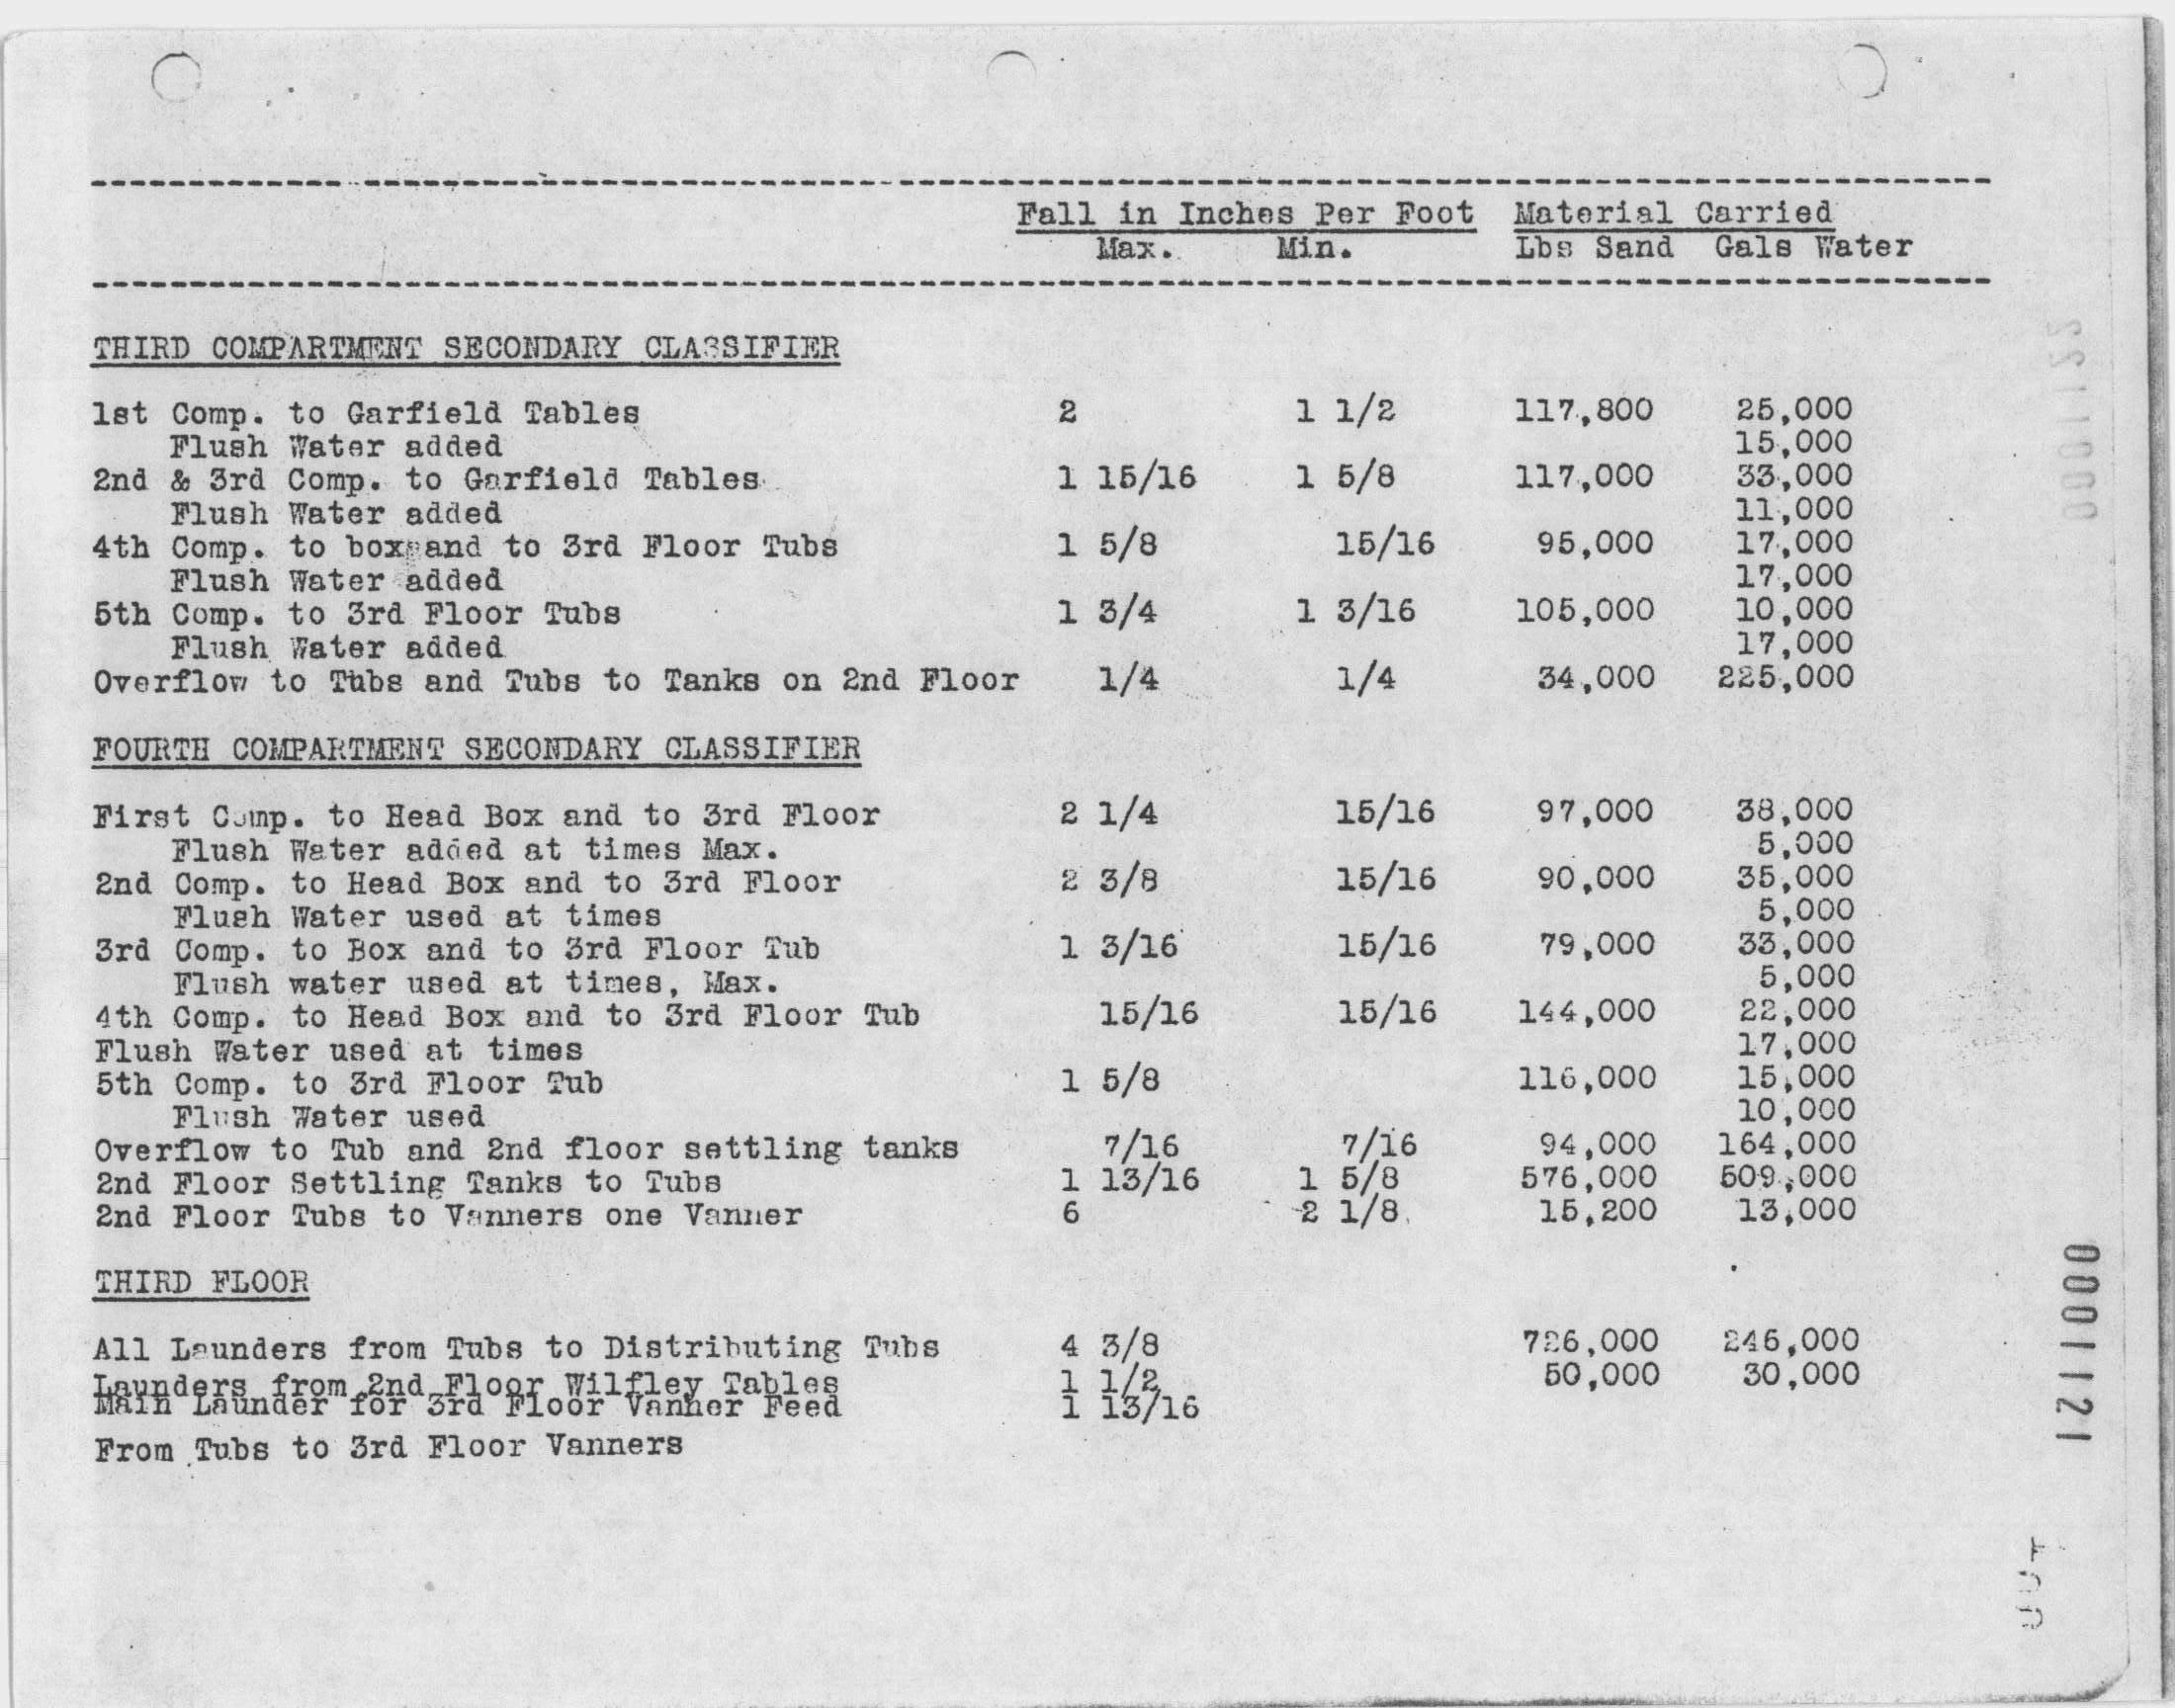 Fall in Inches Per Foot Material Carried
Max. Min. Lbs Sand Gals Water
THIRD COMPARTMENT SECONDARY CLASSIFIER
1st Comp. to Garfield Tables 2 1 1/2 117,800 25,000
Flush Water added 15,000
2nd & 3rd Comp. to Garfield Tables 1 15/16 1 5/8 117,000 33,000
Flush Water added 11,000
4th Comp. to box and to 3rd Floor Tubs 1 5/8 15/16 95,000 17,000
Flush Water added 17,000
5th Comp. to 3rd Floor Tubs 1 3/4 1 3/16 105,000 10,000
Flush Water added 17,000
Overflow to Tubs and Tubs to Tanks on 2nd Floor 1/4 1/4 34,000 225,000
FOURTH COMPARTMENT SECONDARY CLASSIFIER
First Comp. to Head Box and to 3rd Floor 2 1/4 15/16 97,000 38,000
Flush Water added at times Max. 5,000
2nd Comp. to Head Box and to 3rd Floor 2 3/8 15/16 90,000 35,000
Flush Water used at times 5,000
3rd Comp. to Box and to 3rd Floor Tub 1 3/16 15/16 79,000 33,000
Flush water used at times, Max. 5,000
4th Comp. to Head Box and to 3rd Floor Tub 15/16 15/16 144,000 22,000
Flush Water used at times 17,000
5th Comp. to 3rd Floor Tub 1 5/8 116,000 15,000
Flush Water used 10,000
Overflow to Tub and 2nd floor settling tanks 7/16 7/16 94,000 164,000
2nd Floor Settling Tanks to Tubs 1 13/16 1 5/8 576,000 509,000
2nd Floor Tubs to Vanners one Vanner 6 2 1/8 15,200 13,000
THIRD FLOOR
All Launders from Tubs to Distributing Tubs 4 3/8 726,000 246,000
Launders from 2nd Floor Wilfley Tables 1 1/2 50,000 30,000
Main Launder for 3rd Floor Vanner Feed 1 13/16
From Tubs to 3rd Floor Vanners
0001121